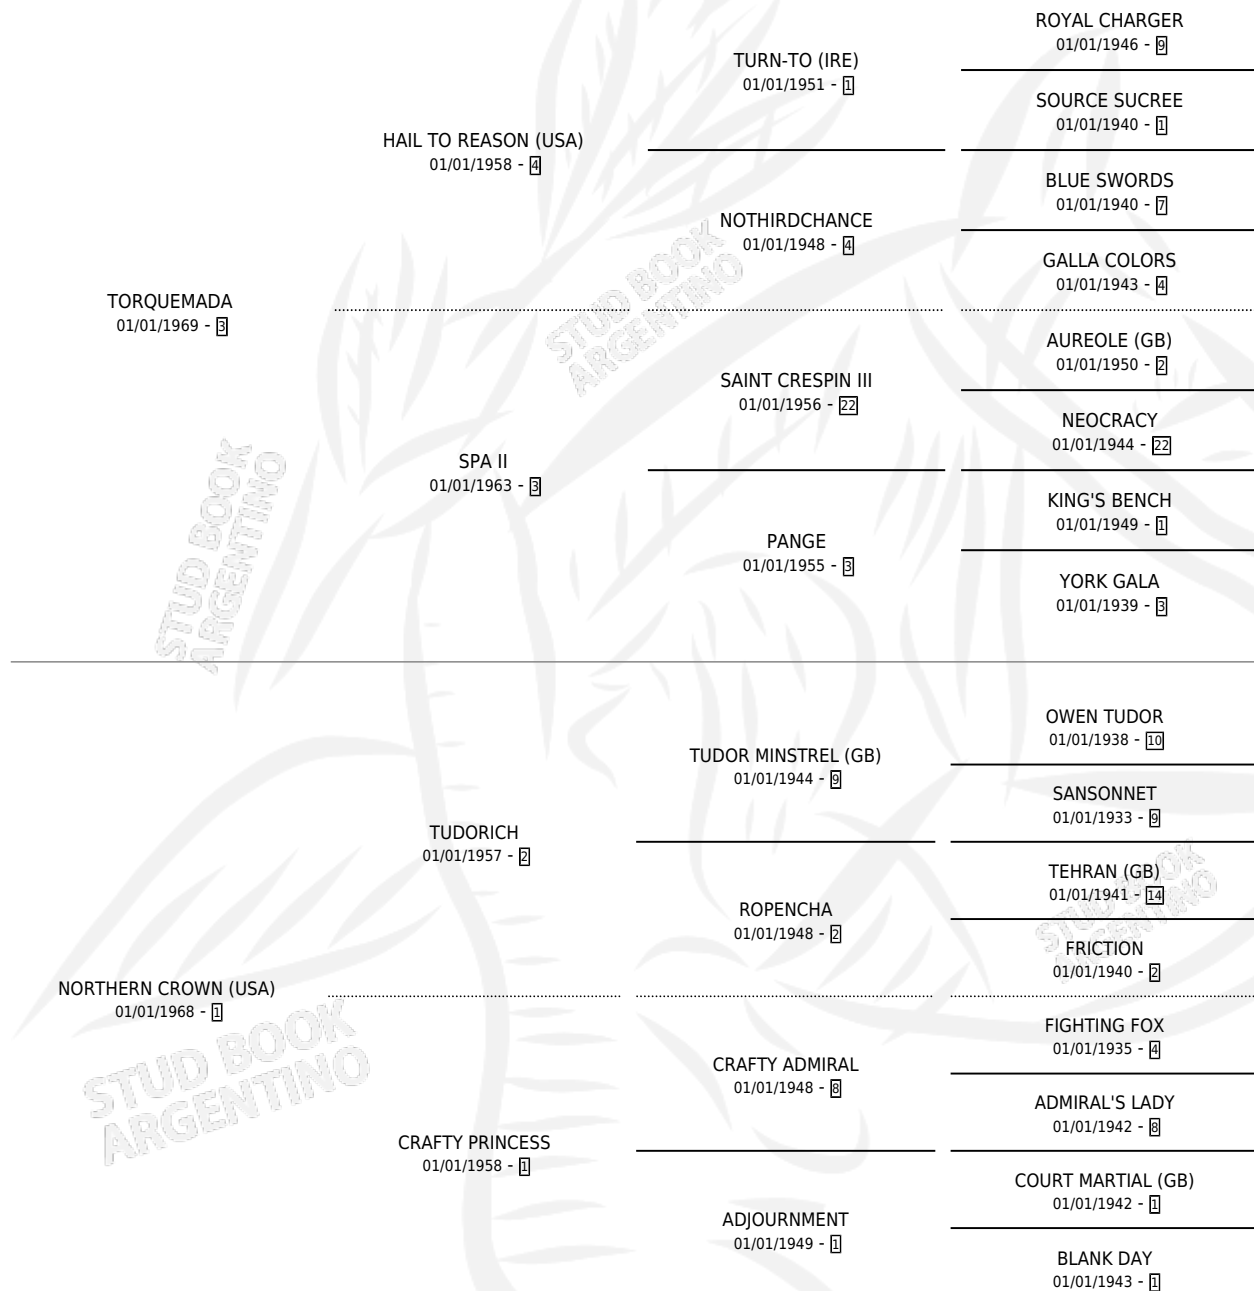 ROYAL CHARGER
01/01/1946 - 9
TURN-TO (IRE)
01/01/1951 - 1
SOURCE SUCREE
01/01/1940 - 1
HAIL TO REASON (USA)
01/01/1958 - 4
BLUE SWORDS
01/01/1940 - 7
NOTHIRDCHANCE
01/01/1948 - 4
GALLA COLORS
01/01/1943 - 4
TORQUEMADA
01/01/1969 - 3
AUREOLE (GB)
01/01/1950 - 2
SAINT CRESPIN III
01/01/1956 - 22
NEOCRACY
01/01/1944 - 22
SPA II
01/01/1963 - 3
KING'S BENCH
01/01/1949 - 1
PANGE
01/01/1955 - 3
YORK GALA
01/01/1939 - 3
OWEN TUDOR
01/01/1938 - 10
TUDOR MINSTREL (GB)
01/01/1944 - 9
SANSONNET
01/01/1933 - 9
TUDORICH
01/01/1957 - 2
TEHRAN (GB)
01/01/1941 - 14
ROPENCHA
01/01/1948 - 2
FRICTION
01/01/1940 - 2
NORTHERN CROWN (USA)
01/01/1968 - 1
FIGHTING FOX
01/01/1935 - 4
CRAFTY ADMIRAL
01/01/1948 - 8
ADMIRAL'S LADY
01/01/1942 - 8
CRAFTY PRINCESS
01/01/1958 - 1
COURT MARTIAL (GB)
01/01/1942 - 1
ADJOURNMENT
01/01/1949 - 1
BLANK DAY
01/01/1943 - 1
STUD BOOK
ARGENTINO
STUD BOOK
ARGENTINO
STUD BOOK
ARGENTINO
STUD BOOK
ARGENTINO